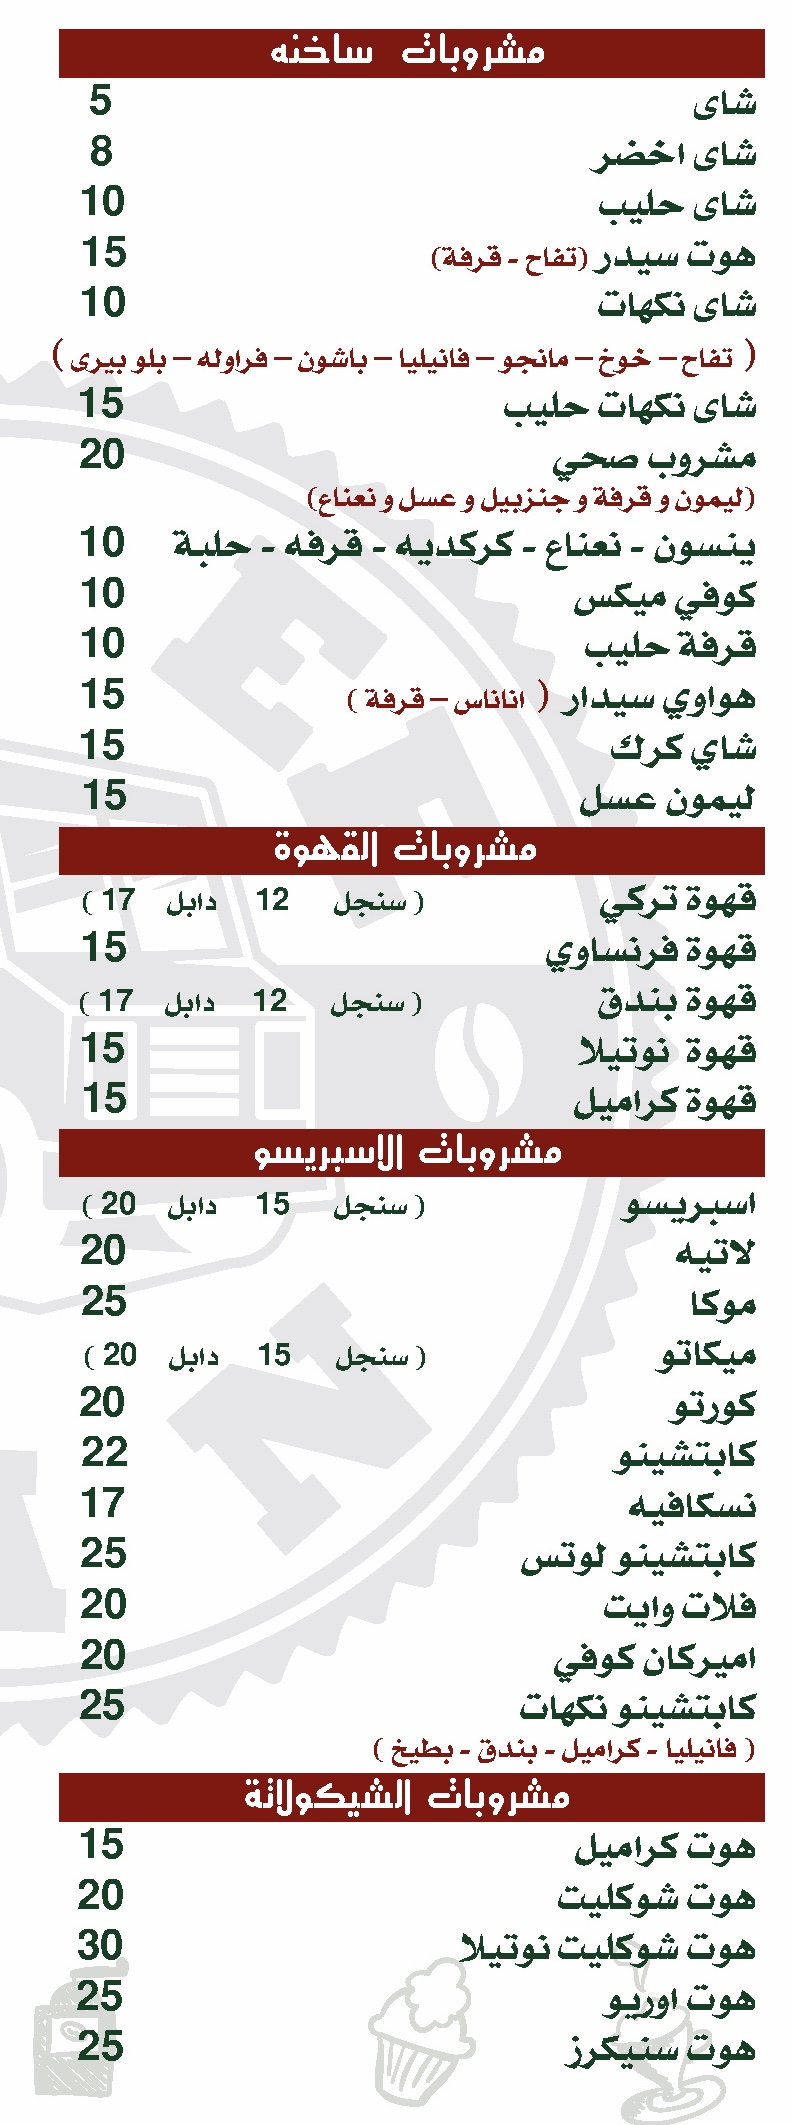 مشروبات ساخنه
شاى 5
شاى اخضر 8
شاى حليب 10
هوت سيدر (تفاح - قرفة) 15
شاى نكهات 10
( تفاح – خوخ – مانجو – فانيليا – باشون – فراوله – بلو بيرى )
شاى نكهات حليب 15
مشروب صحي 20
(ليمون و قرفة و جنزبيل و عسل و نعناع)
ينسون - نعناع - كركديه - قرفه - حلبة 10
كوفي ميكس 10
قرفة حليب 10
هواوي سيدار ( اناناس – قرفة ) 15
شاي كرك 15
ليمون عسل 15
مشروبات القهوة
قهوة تركي ( سنجل 12 دابل 17 )
قهوة فرنساوي 15
قهوة بندق ( سنجل 12 دابل 17 )
قهوة نوتيلا 15
قهوة كراميل 15
مشروبات الاسبريسو
اسبريسو ( سنجل 15 دابل 20 )
لاتيه 20
موكا 25
ميكاتو ( سنجل 15 دابل 20 )
كورتو 20
كابتشينو 22
نسكافيه 17
كابتشينو لوتس 25
فلات وايت 20
اميركان كوفي 20
كابتشينو نكهات 25
( فانيليا - كراميل - بندق - بطيخ )
مشروبات الشيكولاتة
هوت كراميل 15
هوت شوكليت 20
هوت شوكليت نوتيلا 30
هوت اوريو 25
هوت سنيكرز 25